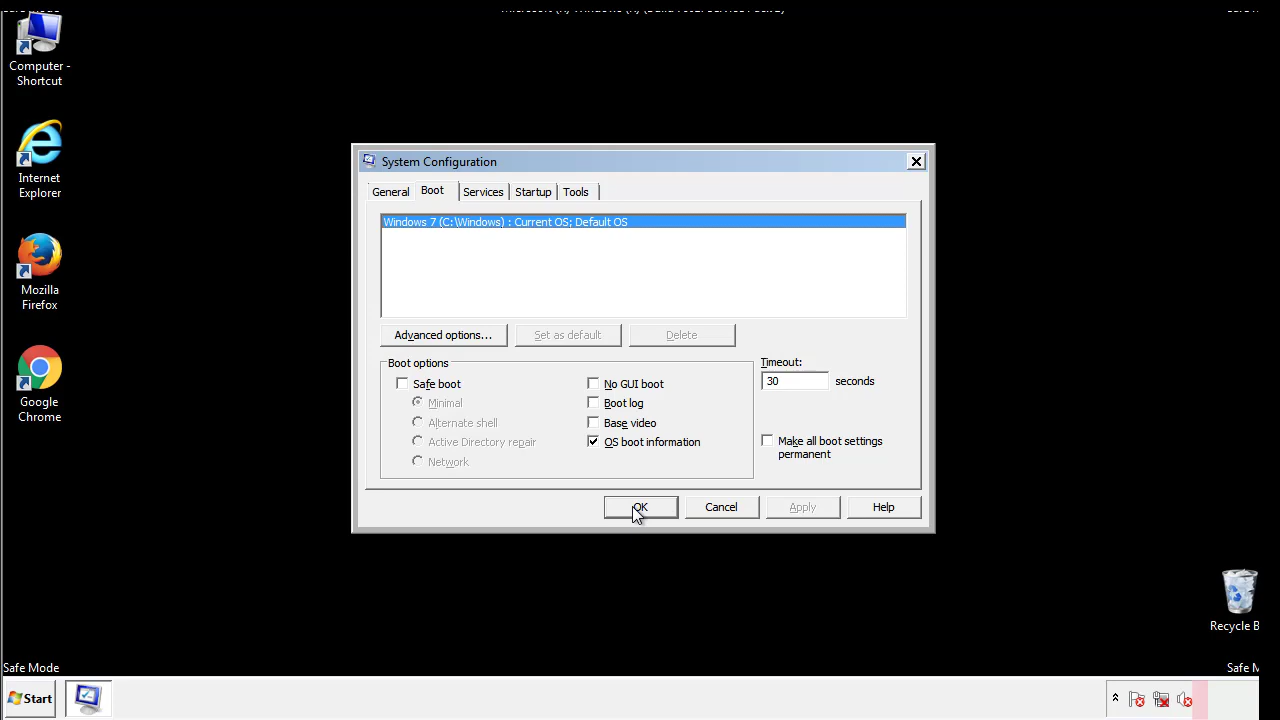 Computer -
Shortcut
Internet
Explorer
Mozilla
Firefox
Google
Chrome
System Configuration
General
Boot
Services
Startup
Tools
Windows 7 (C:\Windows) : Current OS; Default OS
Advanced options...
Set as default
Delete
Boot options
Safe boot
Minimal
Alternate shell
Active Directory repair
Network
No GUI boot
Boot log
Base video
OS boot information
Timeout:
30 seconds
Make all boot settings
permanent
OK
Cancel
Apply
Help
Recycle B
Safe Mode
Safe M
Start